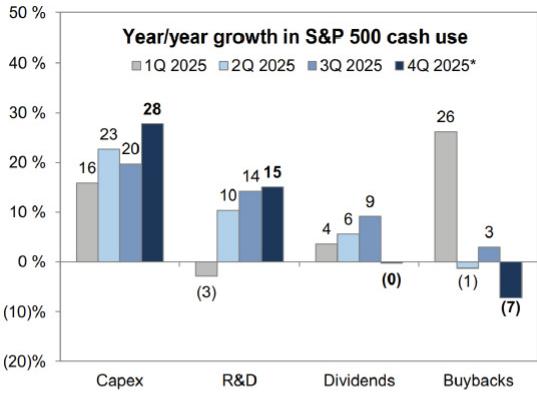 Year/year growth in S&P 500 cash use
1Q 2025 2Q 2025 3Q 2025 4Q 2025*
50 %
40 %
30 %
20 %
10 %
0 %
(10)%
(20)%
16 23 20 28
(3) 10 14 15
4 6 9 (0)
26 (1) 3 (7)
Capex R&D Dividends Buybacks